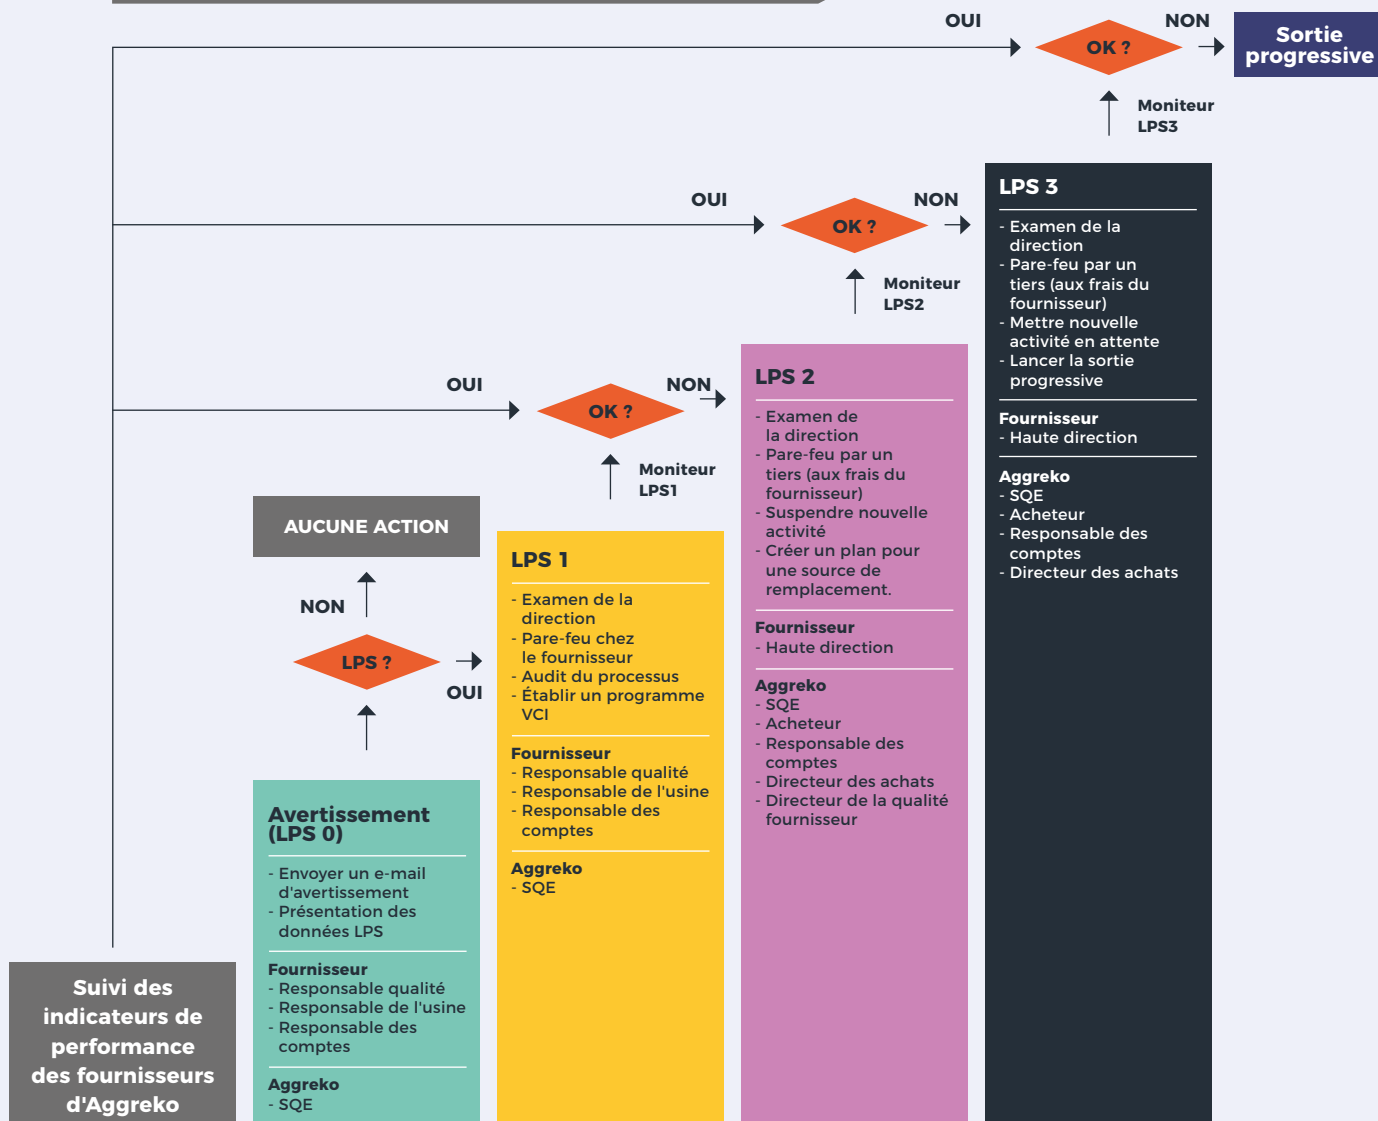 OUI
OK ?
NON
Sortie
progressive
Moniteur
LPS3
OUI
OK ?
NON
Moniteur
LPS2
LPS 3
- Examen de la
direction
- Pare-feu par un
tiers (aux frais du
fournisseur)
- Mettre nouvelle
activité en attente
- Lancer la sortie
progressive
Fournisseur
- Haute direction
Aggreko
- SQE
- Acheteur
- Responsable des
comptes
- Directeur des achats
OUI
OK ?
NON
Moniteur
LPS1
LPS 2
- Examen de
la direction
- Pare-feu par un
tiers (aux frais du
fournisseur)
- Suspendre nouvelle
activité
- Créer un plan pour
une source de
remplacement.
Fournisseur
- Haute direction
Aggreko
- SQE
- Acheteur
- Responsable des
comptes
- Directeur des achats
- Directeur de la qualité
fournisseur
AUCUNE ACTION
NON
LPS ?
OUI
LPS 1
- Examen de la
direction
- Pare-feu chez
le fournisseur
- Audit du processus
- Établir un programme
VCI
Fournisseur
- Responsable qualité
- Responsable de l'usine
- Responsable des
comptes
Aggreko
- SQE
Avertissement
(LPS 0)
- Envoyer un e-mail
d'avertissement
- Présentation des
données LPS
Fournisseur
- Responsable qualité
- Responsable de l'usine
- Responsable des
comptes
Aggreko
- SQE
Suivi des
indicateurs de
performance
des fournisseurs
d'Aggreko